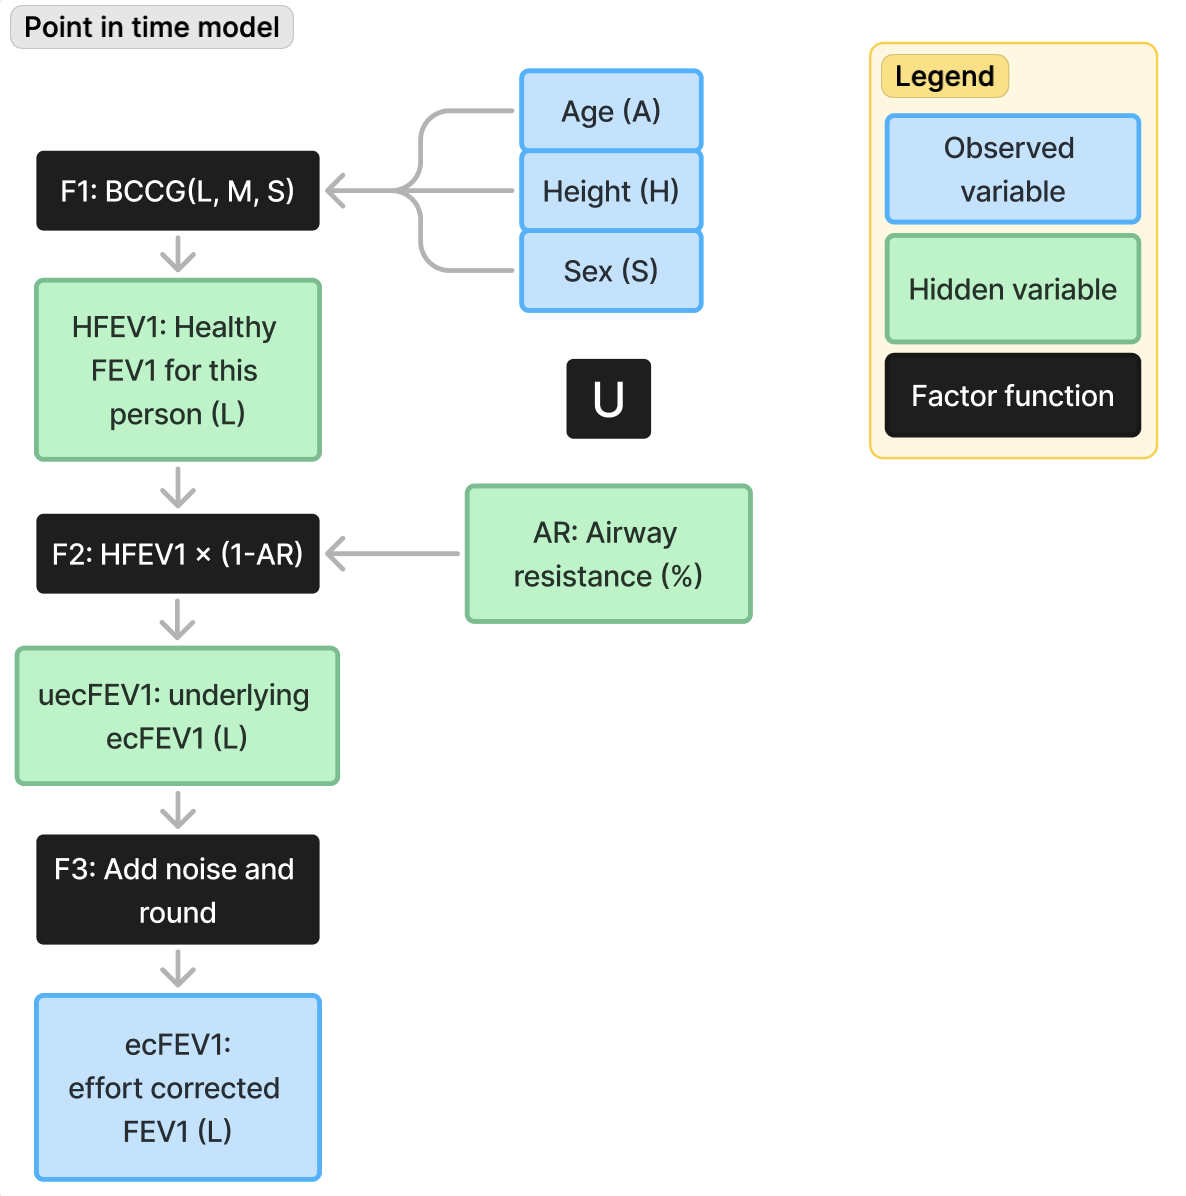 Point in time model
Age (A)
Height (H)
Sex (S)
F1: BCCG(L, M, S)
HFEV1: Healthy
FEV1 for this
person (L)
U
F2: HFEV1 × (1-AR)
AR: Airway
resistance (%)
uecFEV1: underlying
ecFEV1 (L)
F3: Add noise and
round
ecFEV1:
effort corrected
FEV1 (L)
Legend
Observed
variable
Hidden variable
Factor function